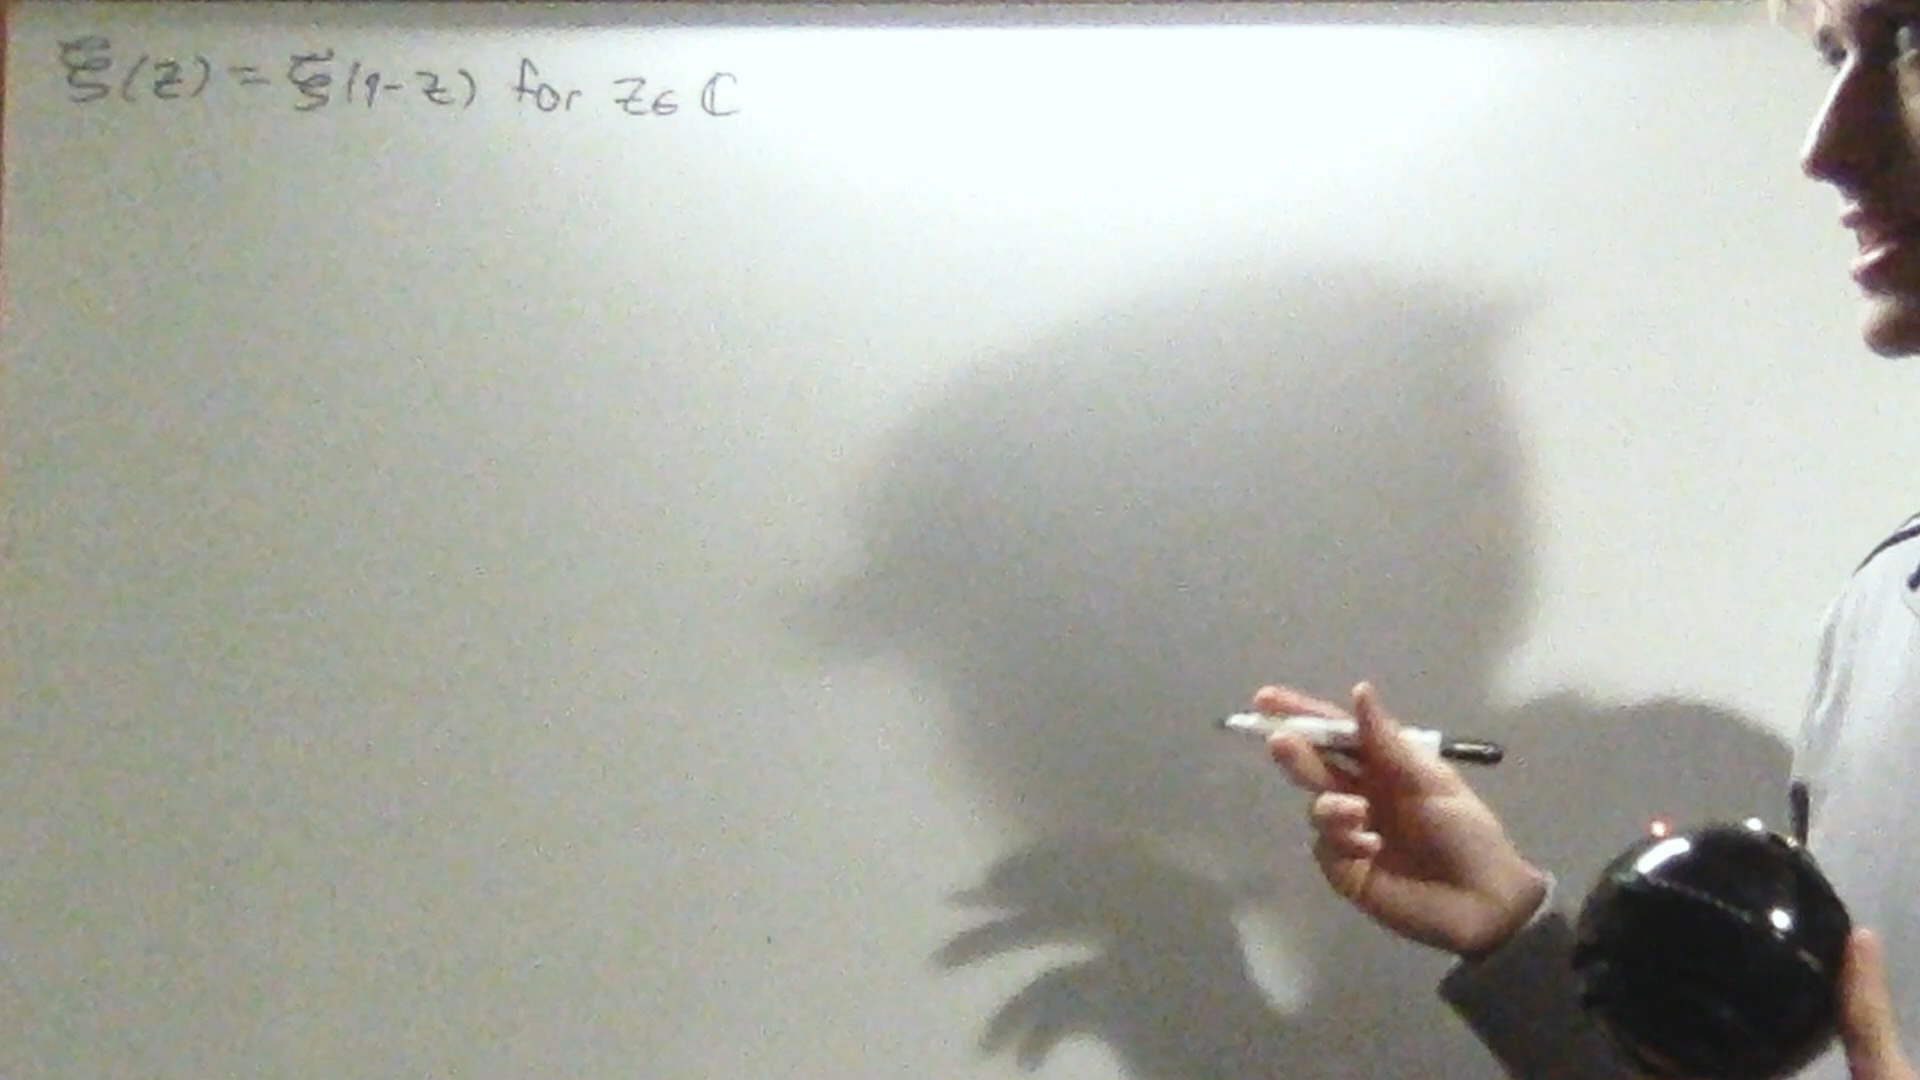 ξ(z) = ξ(1-z) for z∈ ℂ